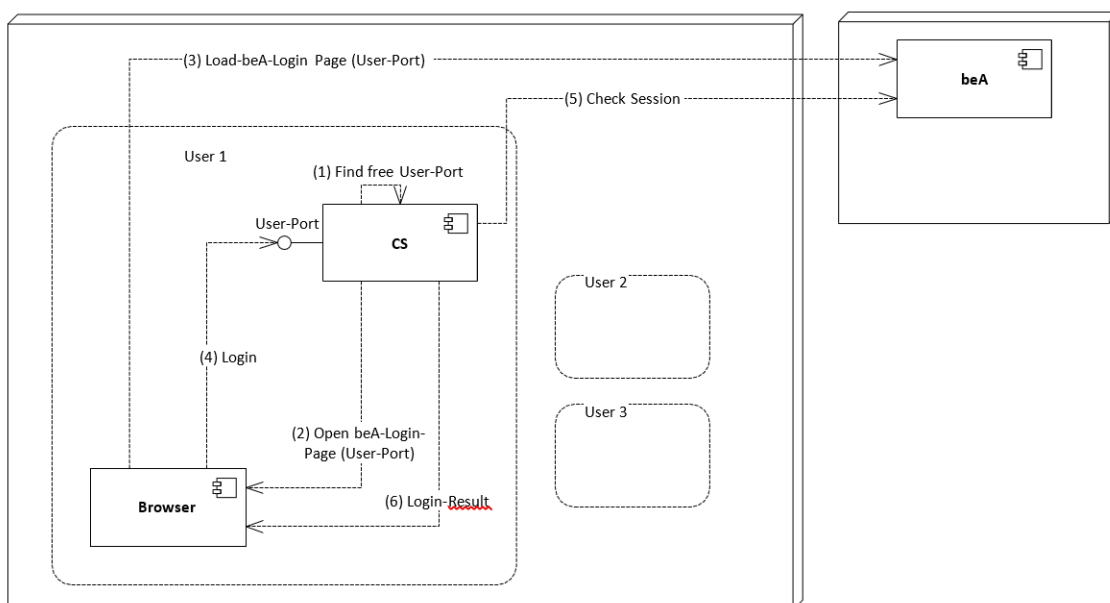 (3) Load-beA-Login Page (User-Port)
beA
(5) Check Session
User 1
(1) Find free User-Port
User-Port
CS
User 2
(4) Login
User 3
(2) Open beA-Login-
Page (User-Port)
(6) Login-Result
Browser